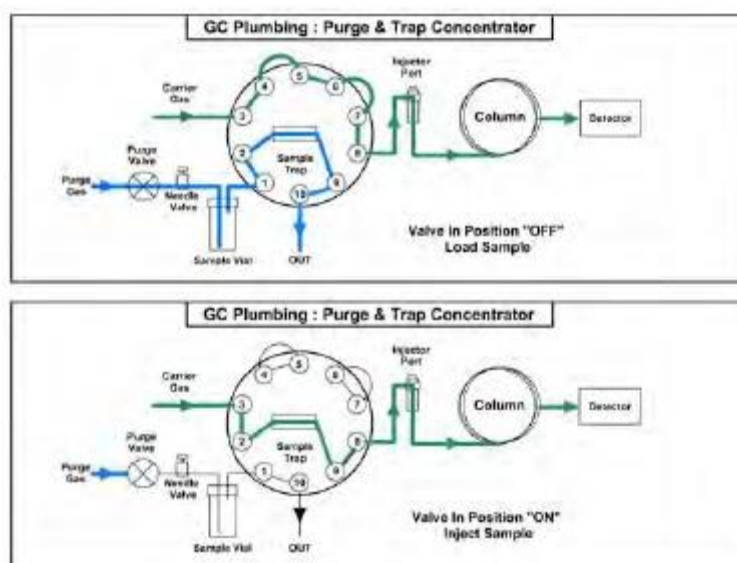 GC Plumbing : Purge & Trap Concentrator
Injector
Port
Carrier
Gas
3
4
5
6
7
8
Column
Detector
Purge
Valve
2
Sample
Trap
9
Purge
Gas
1
10
Needle
Valve
Sample Vial
OUT
Valve in Position "OFF"
Load Sample
GC Plumbing : Purge & Trap Concentrator
Injector
Port
Carrier
Gas
3
4
5
6
7
8
Column
Detector
Purge
Valve
2
Sample
Trap
9
Purge
Gas
1
10
Needle
Valve
Sample Vial
OUT
Valve In Position "ON"
Inject Sample